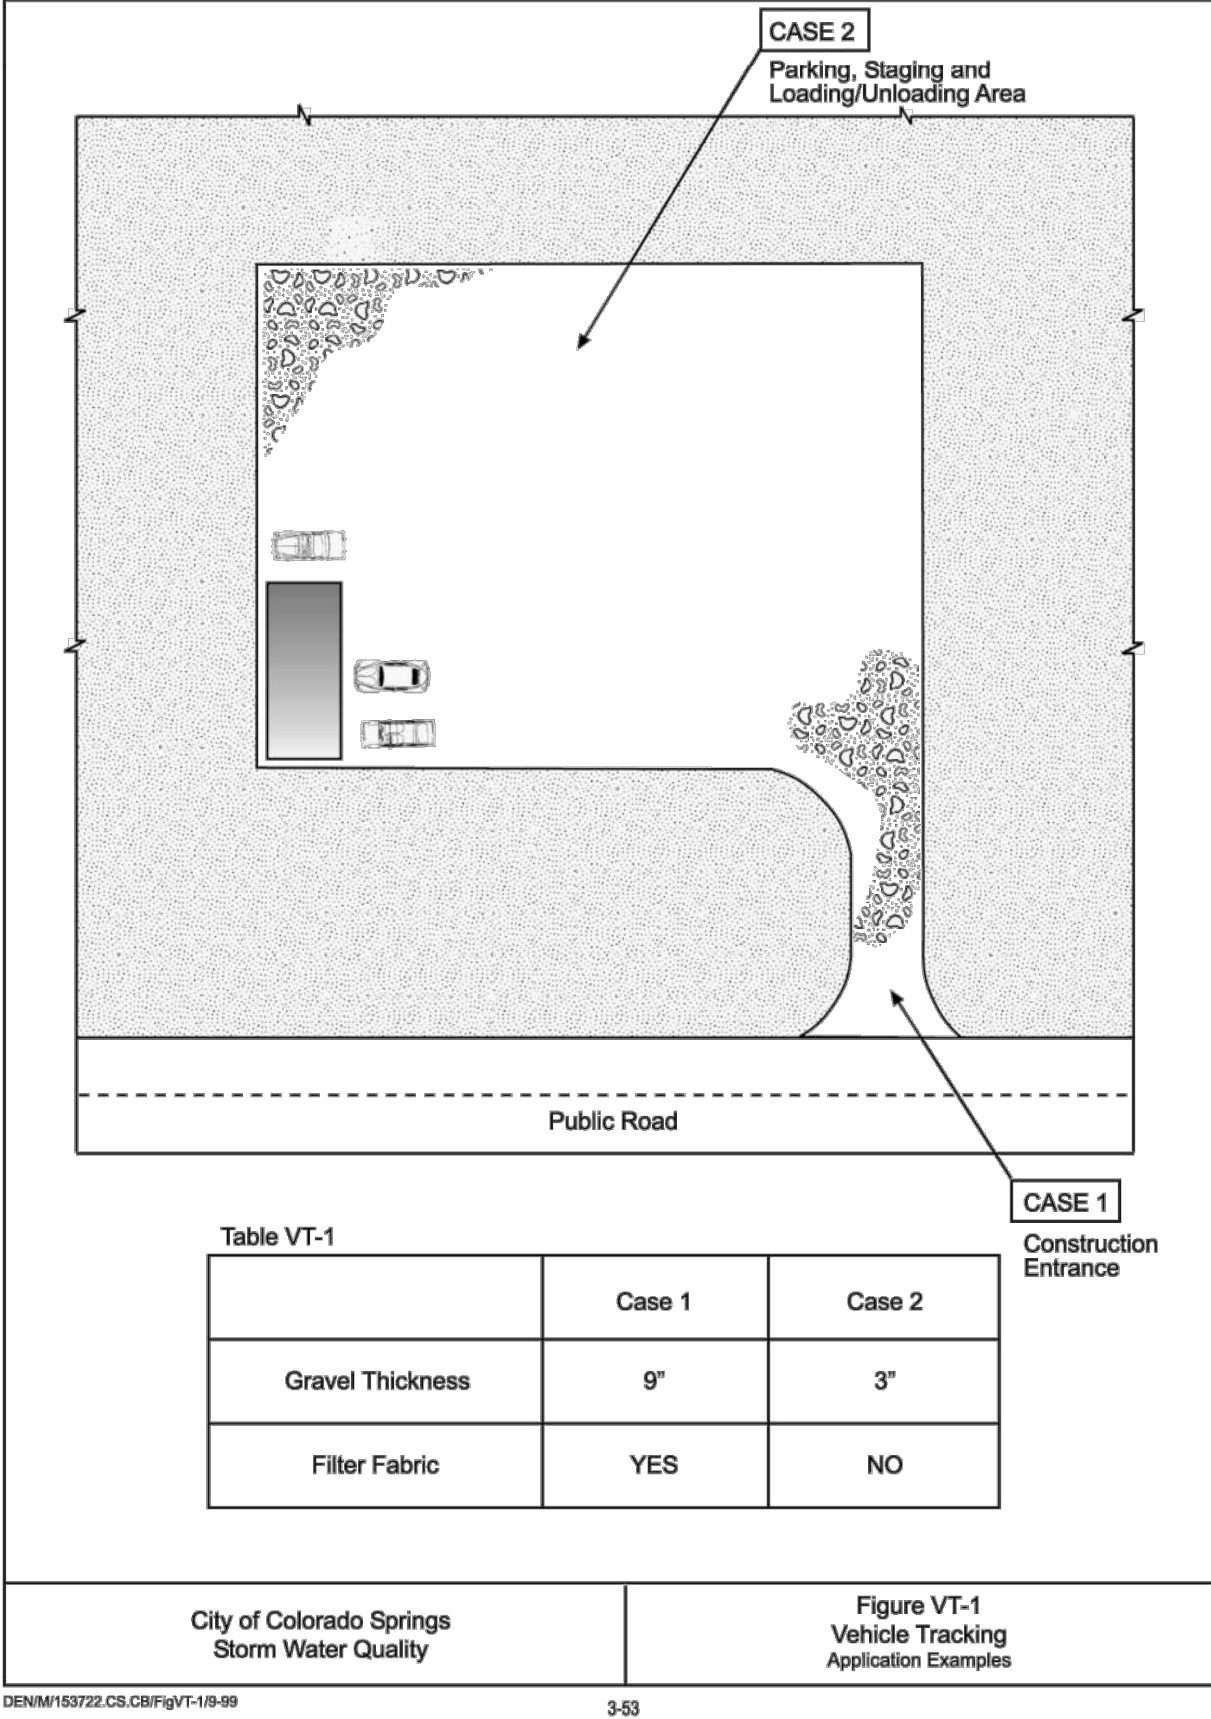 CASE 2
Parking, Staging and
Loading/Unloading Area
Public Road
CASE 1
Construction
Entrance
Table VT-1
Case 1 Case 2
Gravel Thickness 9” 3”
Filter Fabric YES NO
City of Colorado Springs
Storm Water Quality
Figure VT-1
Vehicle Tracking
Application Examples
DEN/M/153722.CS.CB/FigVT-1/9-99
3-53